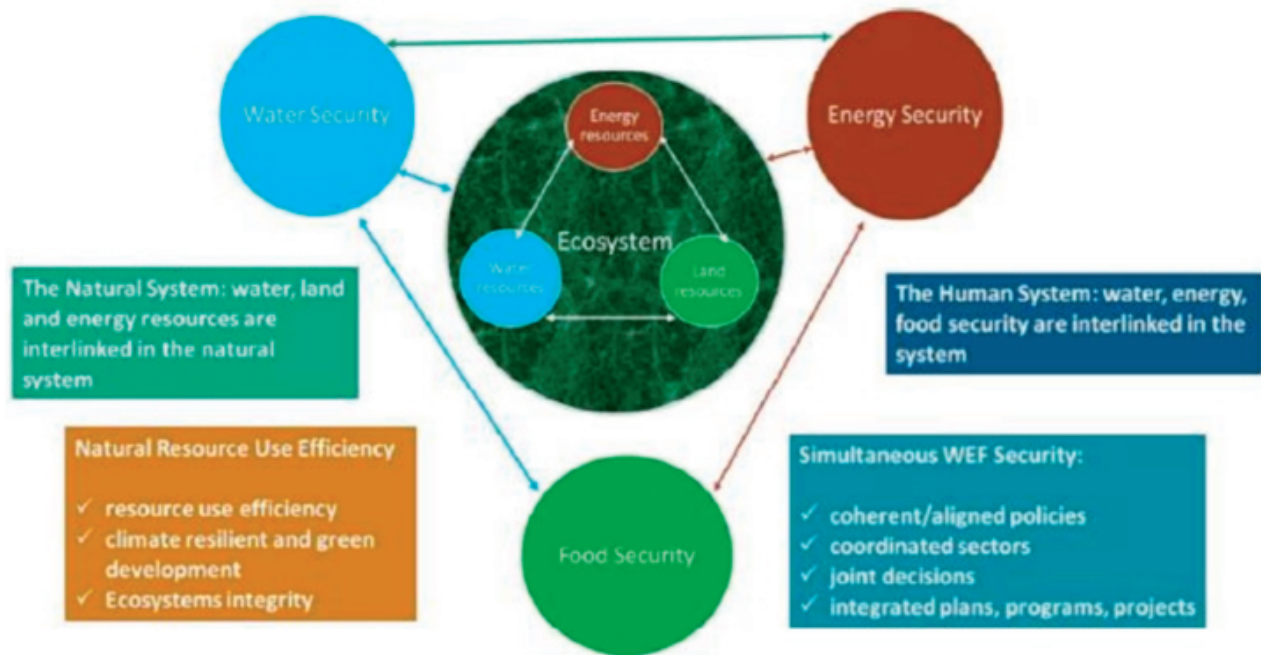 Water Security
Energy Security
Energy
resources
Ecosystem
Water
resources
Land
resources
The Natural System: water, land
and energy resources are
interlinked in the natural
system
The Human System: water, energy,
food security are interlinked in the
system
Natural Resource Use Efficiency
✓ resource use efficiency
✓ climate resilient and green
development
✓ Ecosystems integrity
Food Security
Simultaneous WEF Security:
✓ coherent/aligned policies
✓ coordinated sectors
✓ joint decisions
✓ integrated plans, programs, projects